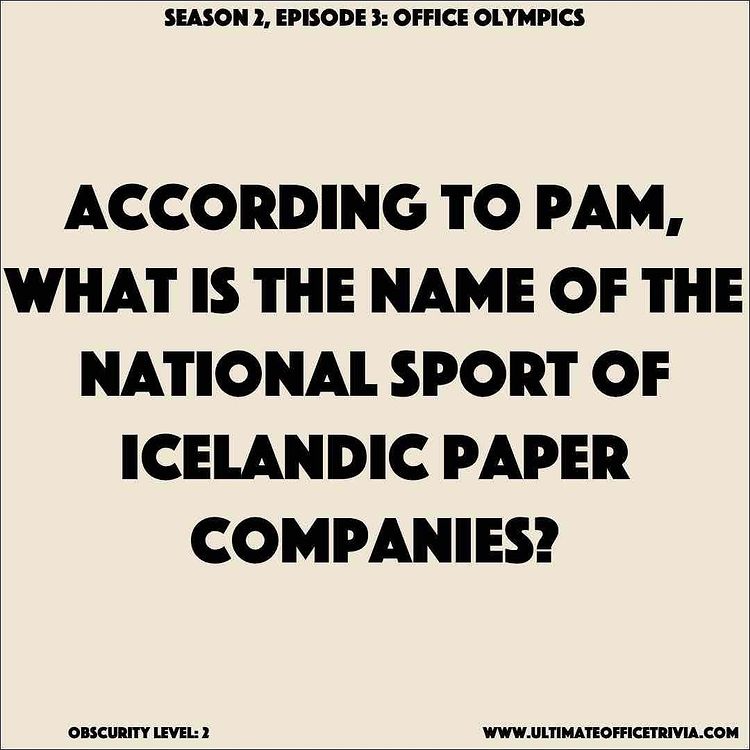 SEASON 2, EPISODE 3: OFFICE OLYMPICS
ACCORDING TO PAM,
WHAT IS THE NAME OF THE
NATIONAL SPORT OF
ICELANDIC PAPER
COMPANIES?
OBSCURITY LEVEL: 2
WWW.ULTIMATEOFFICETRIVIA.COM